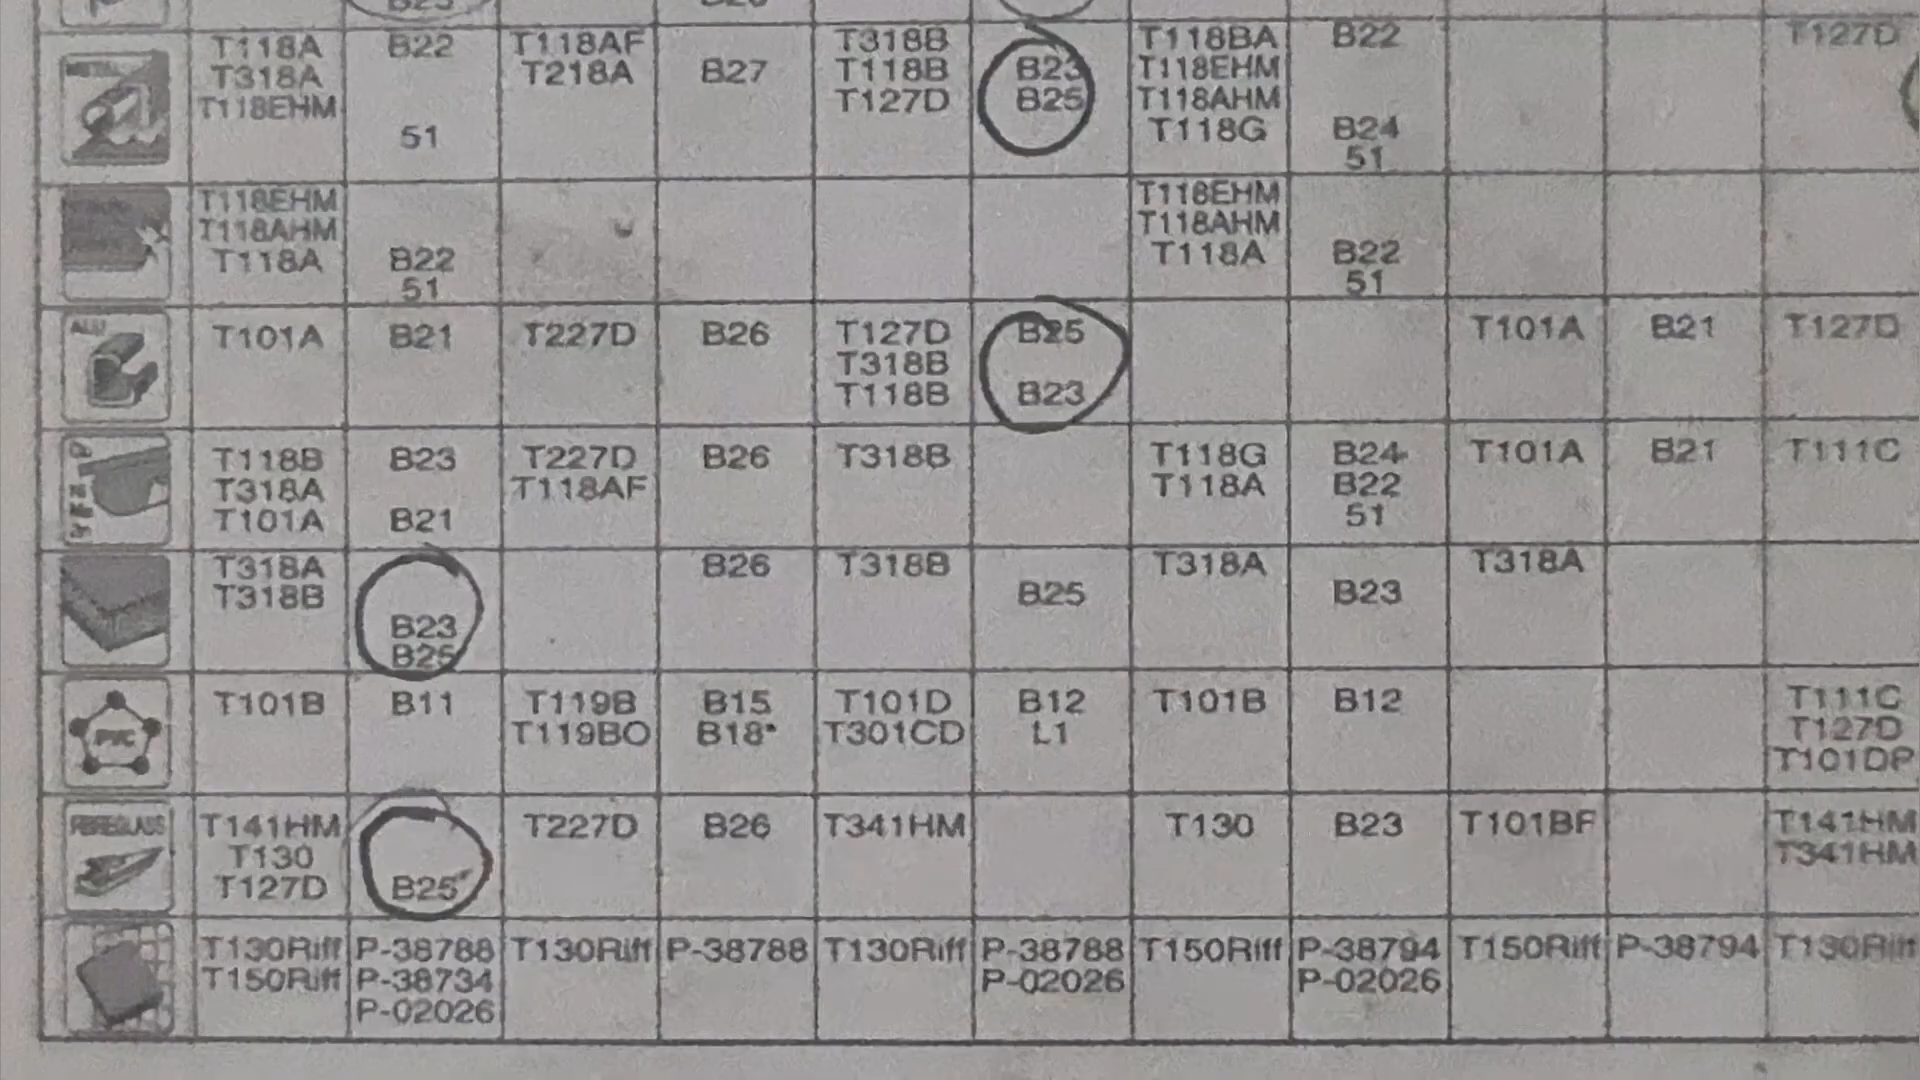 B25
B26
METAL
T118A
T318A
T118EHM
B22
51
T118AF
T218A
B27
T318B
T118B
T127D
B23
B25
T118BA
T118EHM
T118AHM
T118G
B22
B24
51
T127D
T118EHM
T118AHM
T118A
B22
51
T118EHM
T118AHM
T118A
B22
51
ALU
T101A
B21
T227D
B26
T127D
T318B
T118B
B25
B23
T101A
B21
T127D
T118B
T318A
T101A
B23
B21
T227D
T118AF
B26
T318B
T118G
T118A
B24
B22
51
T101A
B21
T111C
T318A
T318B
B23
B25
B26
T318B
B25
T318A
B23
T318A
PVC
T101B
B11
T119B
T119BO
B15
B18*
T101D
T301CD
B12
L1
T101B
B12
T111C
T127D
T101DP
FIBREGLASS
T141HM
T130
T127D
B25
T227D
B26
T341HM
T130
B23
T101BF
T141HM
T341HM
T130Riff
T150Riff
P-38788
P-38734
P-02026
T130Riff
P-38788
T130Riff
P-38788
P-02026
T150Riff
P-38794
P-02026
T150Riff
P-38794
T130Riff